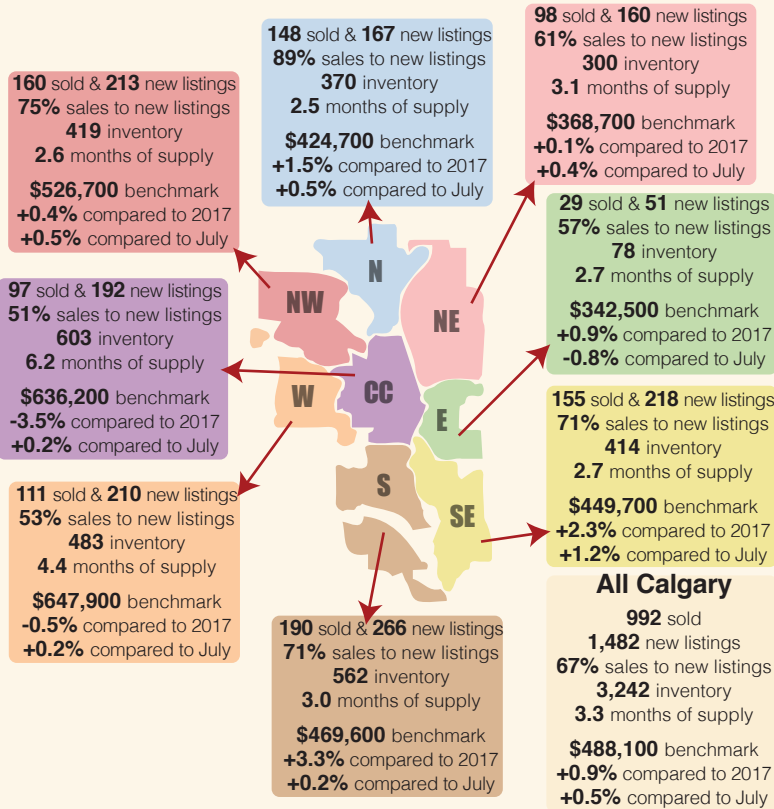 148 sold & 167 new listings
89% sales to new listings
370 inventory
2.5 months of supply
$424,700 benchmark
+1.5% compared to 2017
+0.5% compared to July
98 sold & 160 new listings
61% sales to new listings
300 inventory
3.1 months of supply
$368,700 benchmark
+0.1% compared to 2017
+0.4% compared to July
160 sold & 213 new listings
75% sales to new listings
419 inventory
2.6 months of supply
$526,700 benchmark
+0.4% compared to 2017
+0.5% compared to July
29 sold & 51 new listings
57% sales to new listings
78 inventory
2.7 months of supply
$342,500 benchmark
+0.9% compared to 2017
-0.8% compared to July
N
NW
NE
W
CC
E
S
SE
97 sold & 192 new listings
51% sales to new listings
603 inventory
6.2 months of supply
$636,200 benchmark
-3.5% compared to 2017
+0.2% compared to July
155 sold & 218 new listings
71% sales to new listings
414 inventory
2.7 months of supply
$449,700 benchmark
+2.3% compared to 2017
+1.2% compared to July
111 sold & 210 new listings
53% sales to new listings
483 inventory
4.4 months of supply
$647,900 benchmark
-0.5% compared to 2017
+0.2% compared to July
190 sold & 266 new listings
71% sales to new listings
562 inventory
3.0 months of supply
$469,600 benchmark
+3.3% compared to 2017
+0.2% compared to July
All Calgary
992 sold
1,482 new listings
67% sales to new listings
3,242 inventory
3.3 months of supply
$488,100 benchmark
+0.9% compared to 2017
+0.5% compared to July